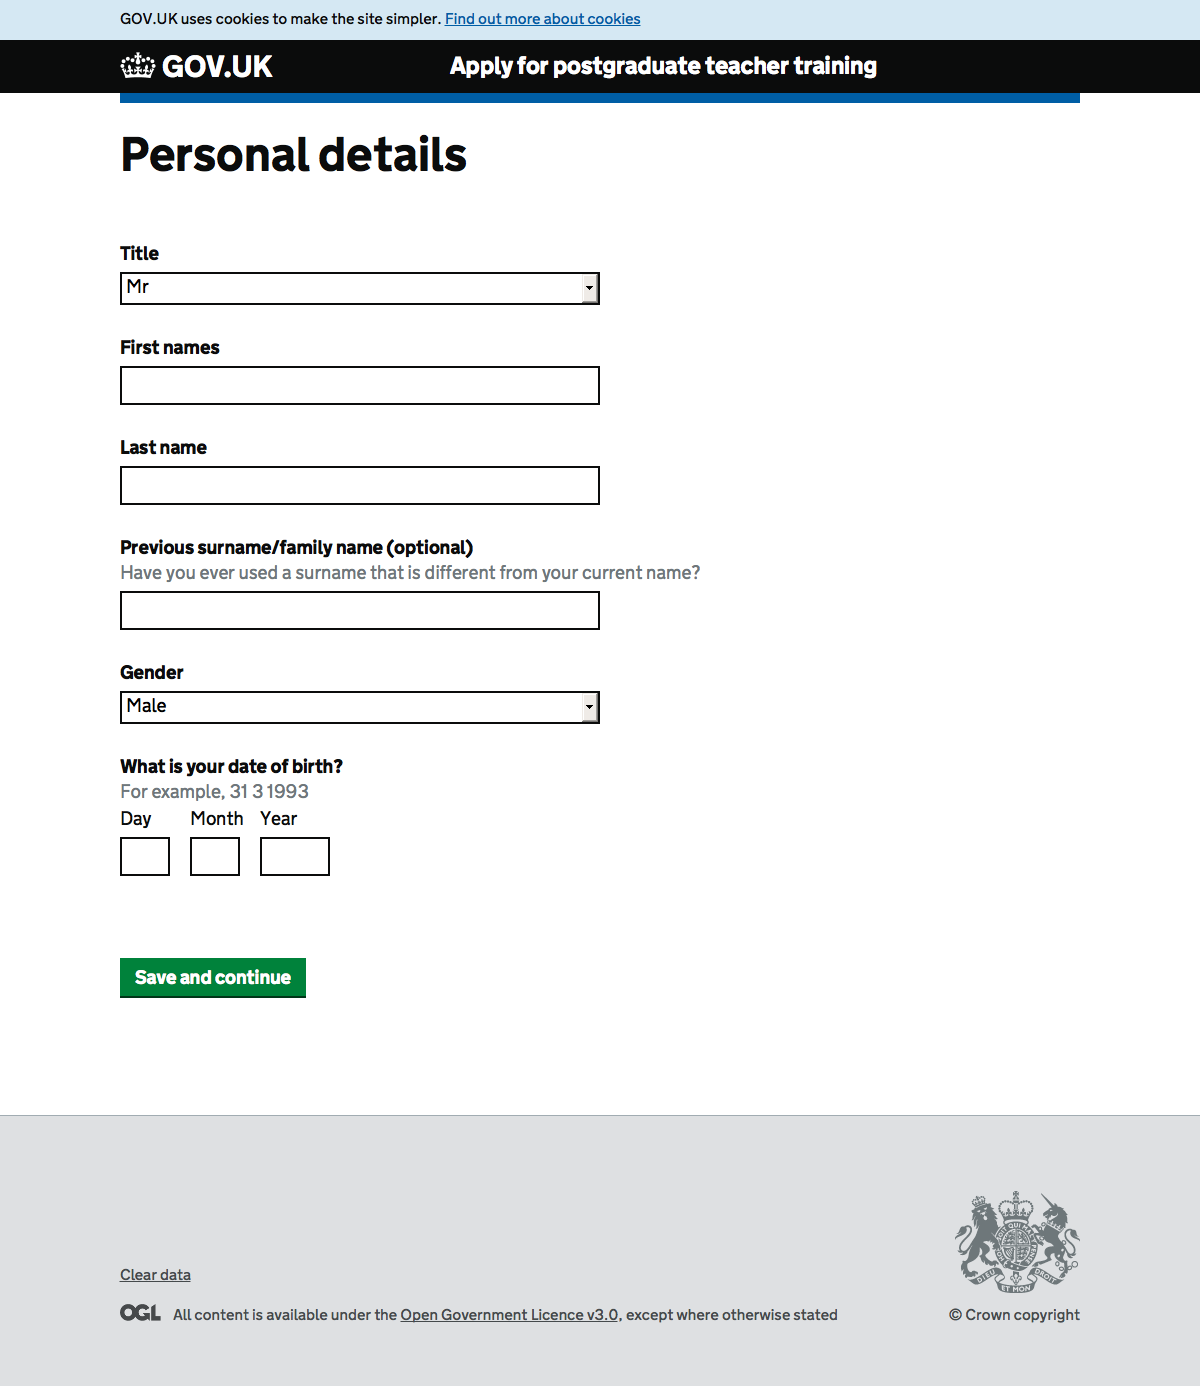 GOV.UK uses cookies to make the site simpler. Find out more about cookies
GOV.UK
Apply for postgraduate teacher training
Personal details
Title
Mr
First names
Last name
Previous surname/family name (optional)
Have you ever used a surname that is different from your current name?
Gender
Male
What is your date of birth?
For example, 31 3 1993
Day Month Year
Save and continue
Clear data
DIEU ET MON DROIT
OGL All content is available under the Open Government Licence v3.0, except where otherwise stated
© Crown copyright